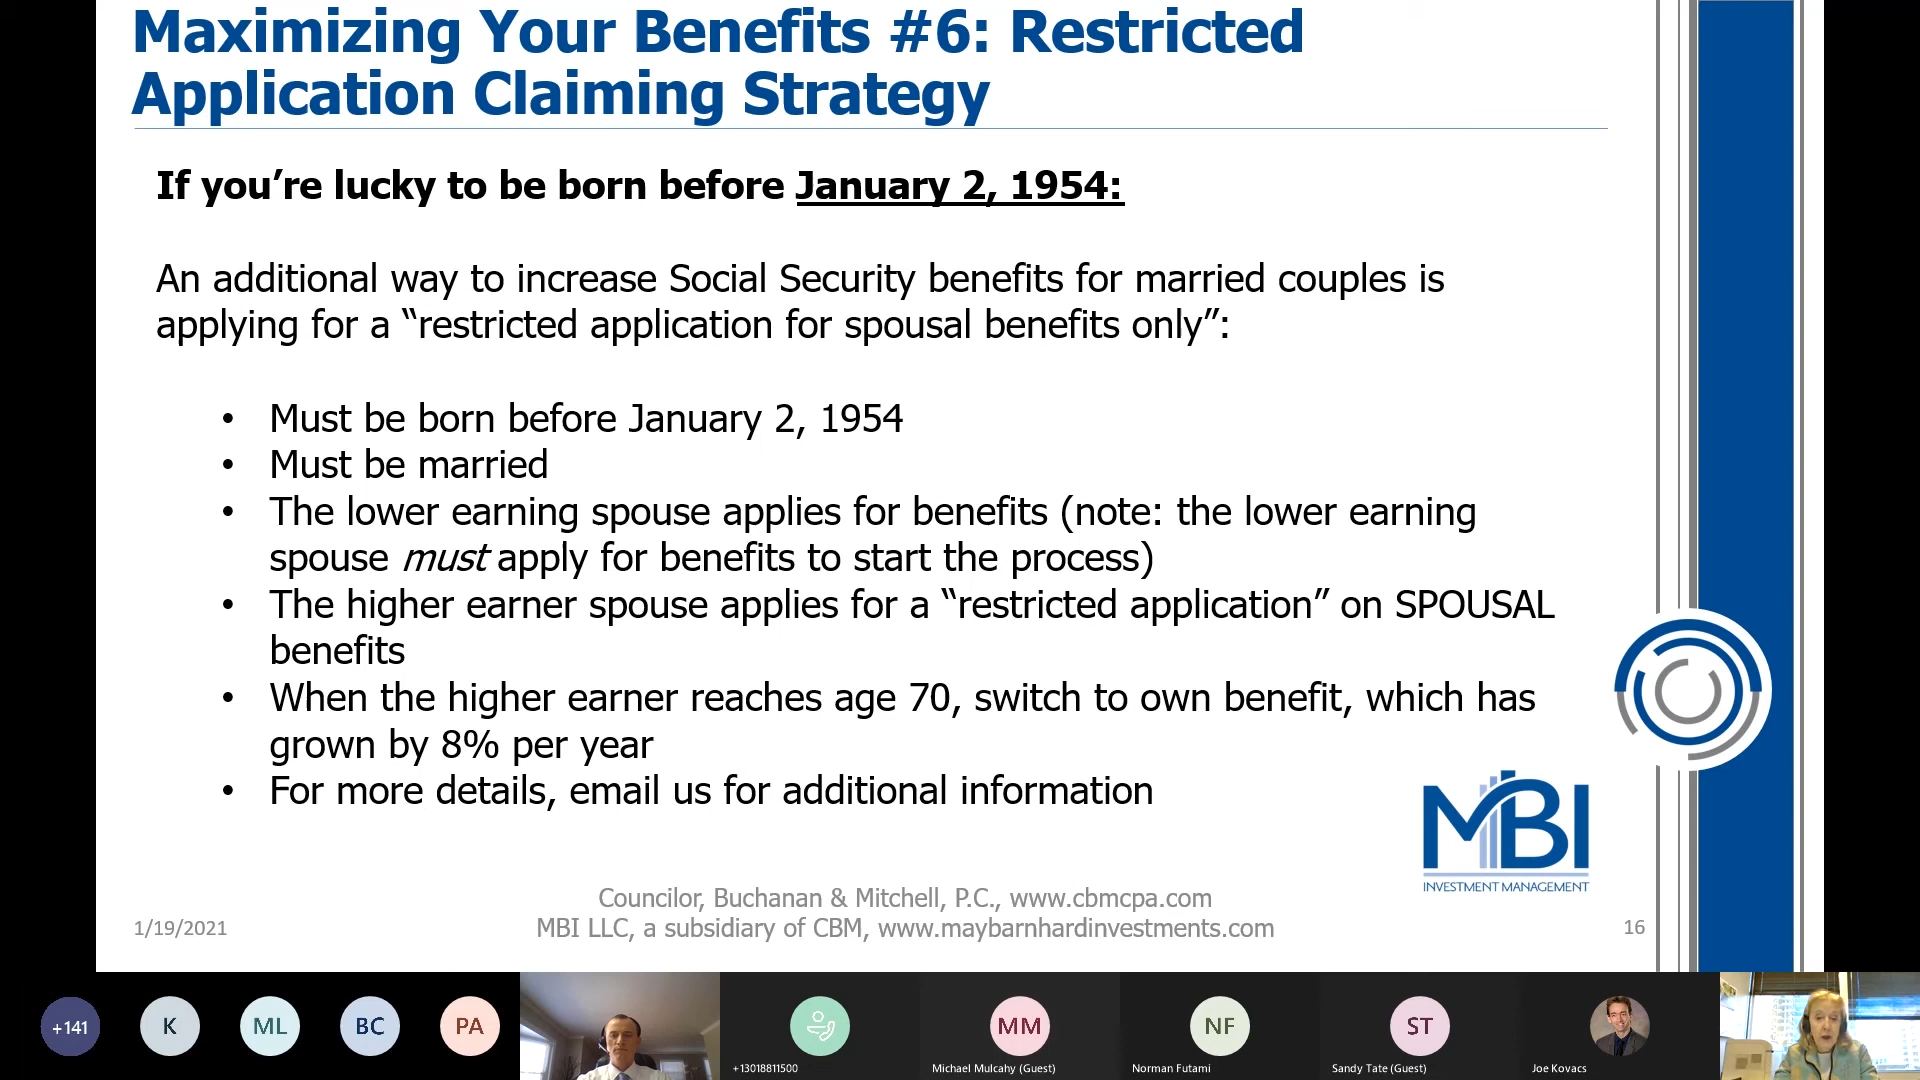 Maximizing Your Benefits #6: Restricted
Application Claiming Strategy
If you’re lucky to be born before January 2, 1954:
An additional way to increase Social Security benefits for married couples is
applying for a “restricted application for spousal benefits only”:
• Must be born before January 2, 1954
• Must be married
• The lower earning spouse applies for benefits (note: the lower earning
spouse must apply for benefits to start the process)
• The higher earner spouse applies for a “restricted application” on SPOUSAL
benefits
• When the higher earner reaches age 70, switch to own benefit, which has
grown by 8% per year
• For more details, email us for additional information
MBI
INVESTMENT MANAGEMENT
Councilor, Buchanan & Mitchell, P.C., www.cbmcpa.com
1/19/2021
MBI LLC, a subsidiary of CBM, www.maybarnhardinvestments.com
16
+141
K
ML
BC
PA
MM
NF
ST
+13018811500
Michael Mulcahy (Guest)
Norman Futami
Sandy Tate (Guest)
Joe Kovacs